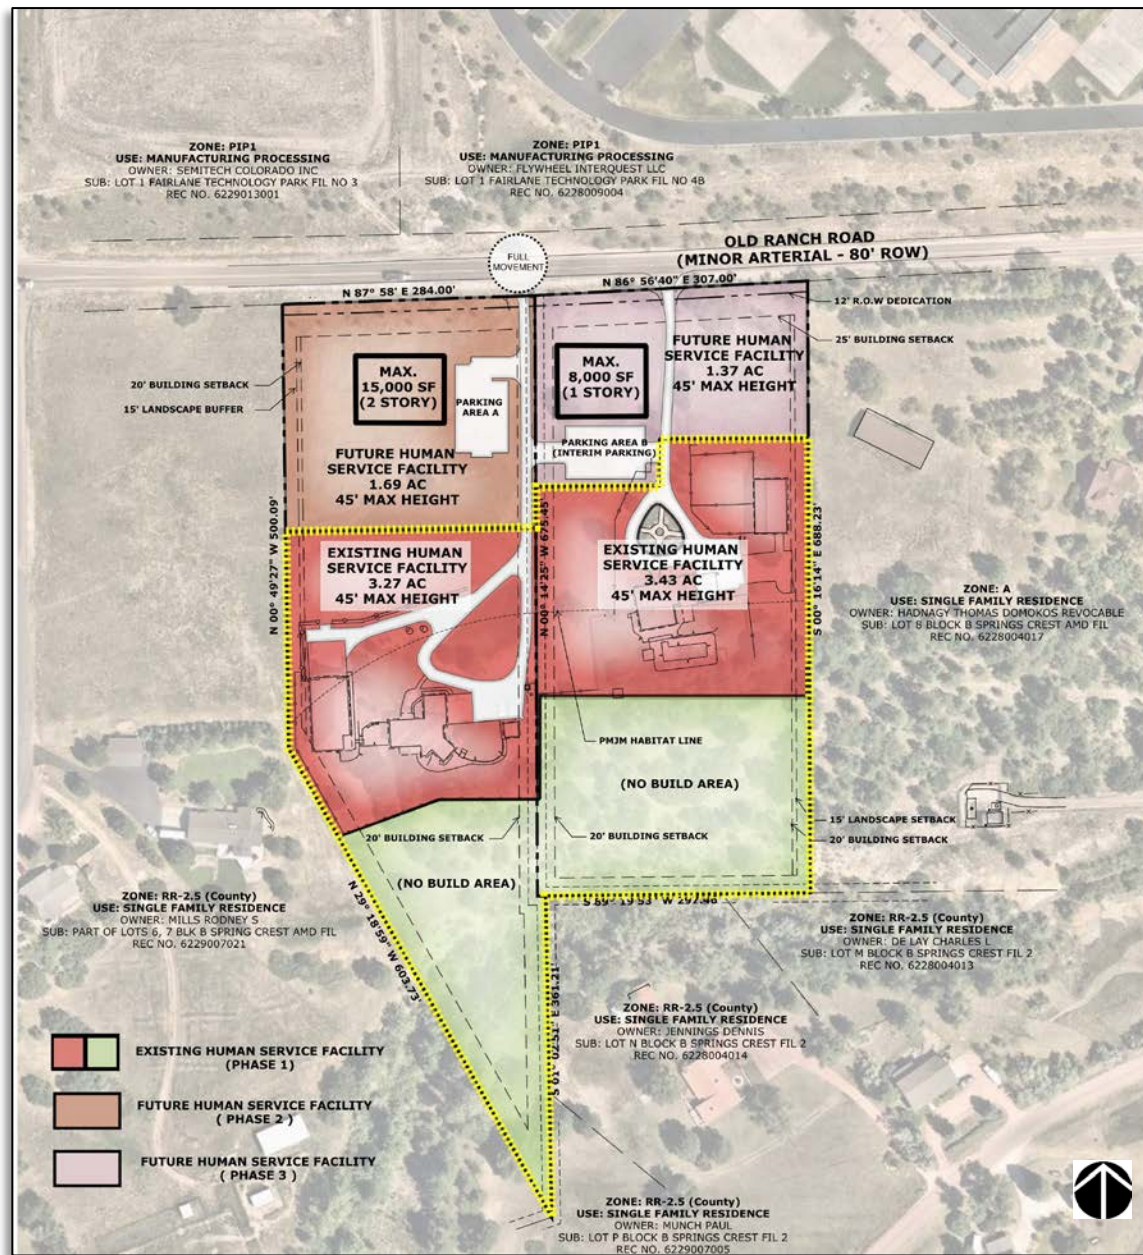 ZONE: PIP1
USE: MANUFACTURING PROCESSING
OWNER: SEMITECH COLORADO INC
SUB: LOT 1 FAIRLANE TECHNOLOGY PARK FIL NO 3
REC NO. 6229013001
ZONE: PIP1
USE: MANUFACTURING PROCESSING
OWNER: FLYWHEEL INTERQUEST LLC
SUB: LOT 1 FAIRLANE TECHNOLOGY PARK FIL NO 4B
REC NO. 6228009004
OLD RANCH ROAD
(MINOR ARTERIAL - 80' ROW)
FULL
MOVEMENT
N 87° 58' E 284.00'
N 86° 56'40" E 307.00'
12' R.O.W DEDICATION
25' BUILDING SETBACK
20' BUILDING SETBACK
15' LANDSCAPE BUFFER
MAX.
15,000 SF
(2 STORY)
PARKING
AREA A
FUTURE HUMAN
SERVICE FACILITY
1.69 AC
45' MAX HEIGHT
MAX.
8,000 SF
(1 STORY)
FUTURE HUMAN
SERVICE FACILITY
1.37 AC
45' MAX HEIGHT
PARKING AREA B
(INTERIM PARKING)
N 00° 49'27" W 500.09'
N 00° 14'25" W 675.45'
S 00° 16'14" E 688.23'
EXISTING HUMAN
SERVICE FACILITY
3.27 AC
45' MAX HEIGHT
EXISTING HUMAN
SERVICE FACILITY
3.43 AC
45' MAX HEIGHT
ZONE: A
USE: SINGLE FAMILY RESIDENCE
OWNER: HADNAGY THOMAS DOMOKOS REVOCABLE
SUB: LOT 8 BLOCK B SPRINGS CREST AMD FIL
REC NO. 6228004017
PMJM HABITAT LINE
(NO BUILD AREA)
15' LANDSCAPE SETBACK
20' BUILDING SETBACK
20' BUILDING SETBACK
20' BUILDING SETBACK
(NO BUILD AREA)
ZONE: RR-2.5 (County)
USE: SINGLE FAMILY RESIDENCE
OWNER: MILLS RODNEY S
SUB: PART OF LOTS 6, 7 BLK B SPRING CREST AMD FIL
REC NO. 6229007021
N 29° 18'59" W 603.73'
S 01° 02'51" E 361.21'
ZONE: RR-2.5 (County)
USE: SINGLE FAMILY RESIDENCE
OWNER: DE LAY CHARLES L
SUB: LOT M BLOCK B SPRINGS CREST FIL 2
REC NO. 6228004013
ZONE: RR-2.5 (County)
USE: SINGLE FAMILY RESIDENCE
OWNER: JENNINGS DENNIS
SUB: LOT N BLOCK B SPRINGS CREST FIL 2
REC NO. 6228004014
EXISTING HUMAN SERVICE FACILITY
(PHASE 1)
FUTURE HUMAN SERVICE FACILITY
( PHASE 2 )
FUTURE HUMAN SERVICE FACILITY
( PHASE 3 )
ZONE: RR-2.5 (County)
USE: SINGLE FAMILY RESIDENCE
OWNER: MUNCH PAUL
SUB: LOT P BLOCK B SPRINGS CREST FIL 2
REC NO. 6229007005